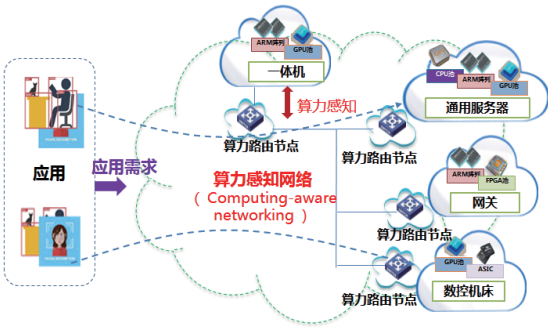 ARM阵列
GPU池
一体机
算力感知
算力路由节点
CPU池
ARM阵列
GPU池
通用服务器
算力路由节点
应用
应用需求
算力感知网络
（ Computing-aware
networking ）
ARM阵列
FPGA池
网关
算力路由节点
GPU池
ASIC
数控机床
算力路由节点